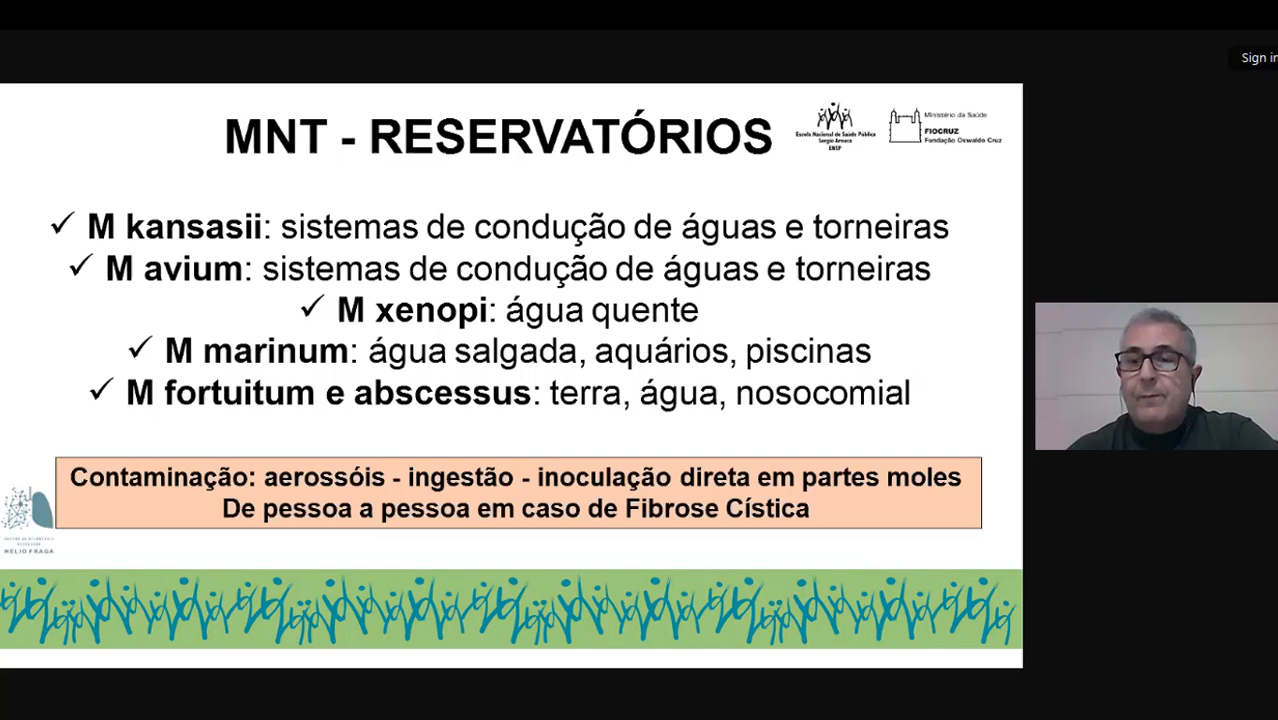 Sign in
MNT - RESERVATÓRIOS
Escola Nacional de Saúde Pública
Sergio Arouca
ENSP
Ministério da Saúde
FIOCRUZ
Fundação Oswaldo Cruz
✓ M kansasii: sistemas de condução de águas e torneiras
✓ M avium: sistemas de condução de águas e torneiras
✓ M xenopi: água quente
✓ M marinum: água salgada, aquários, piscinas
✓ M fortuitum e abscessus: terra, água, nosocomial
Contaminação: aerossóis - ingestão - inoculação direta em partes moles
De pessoa a pessoa em caso de Fibrose Cística
HÉLIO FRAGA